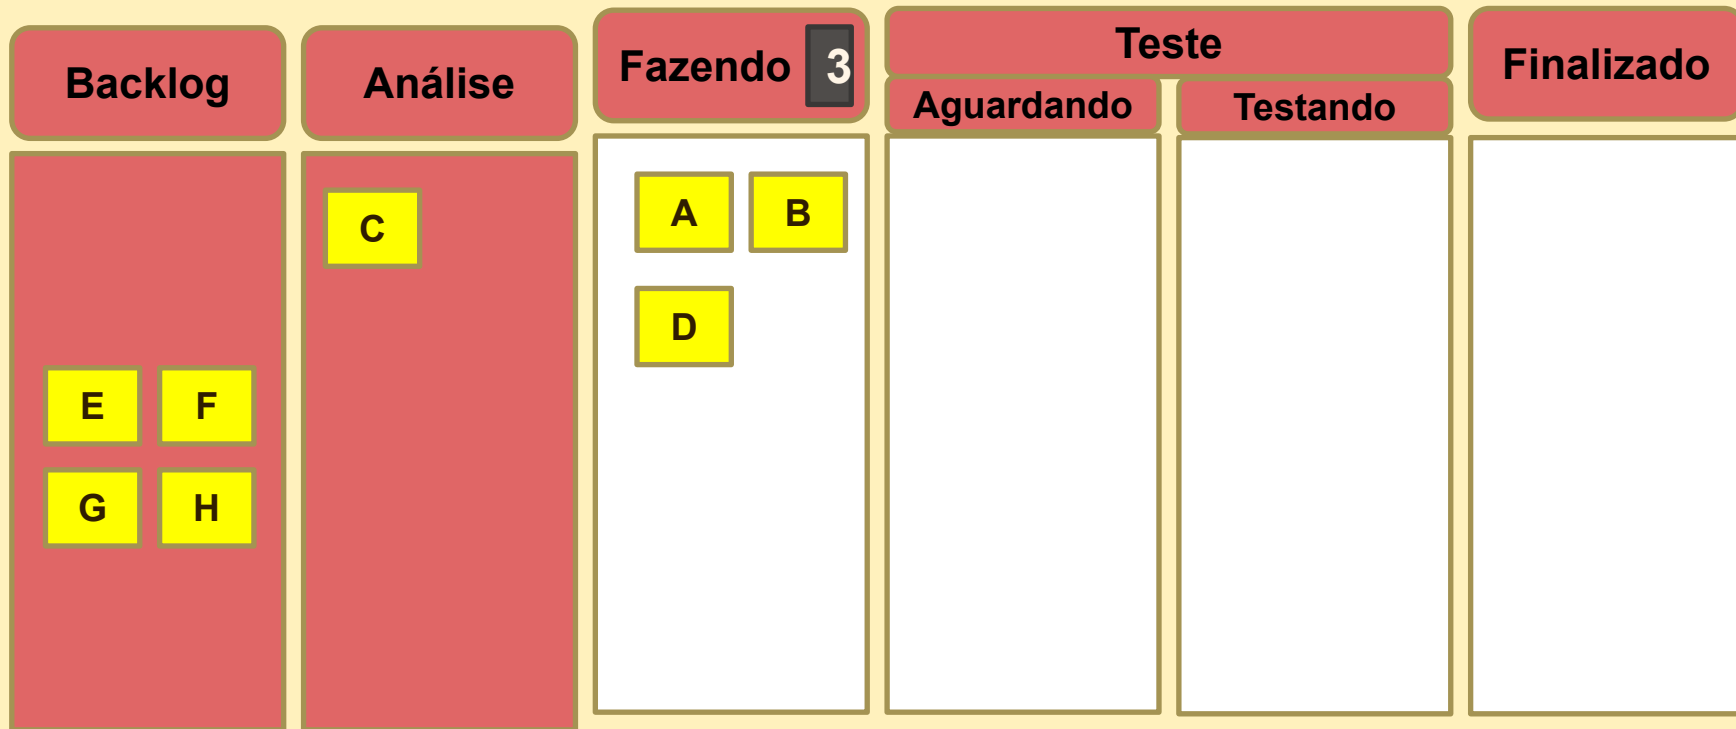 Backlog
Análise
Fazendo 3
Teste
Aguardando
Testando
Finalizado
C
A B
D
E F
G H